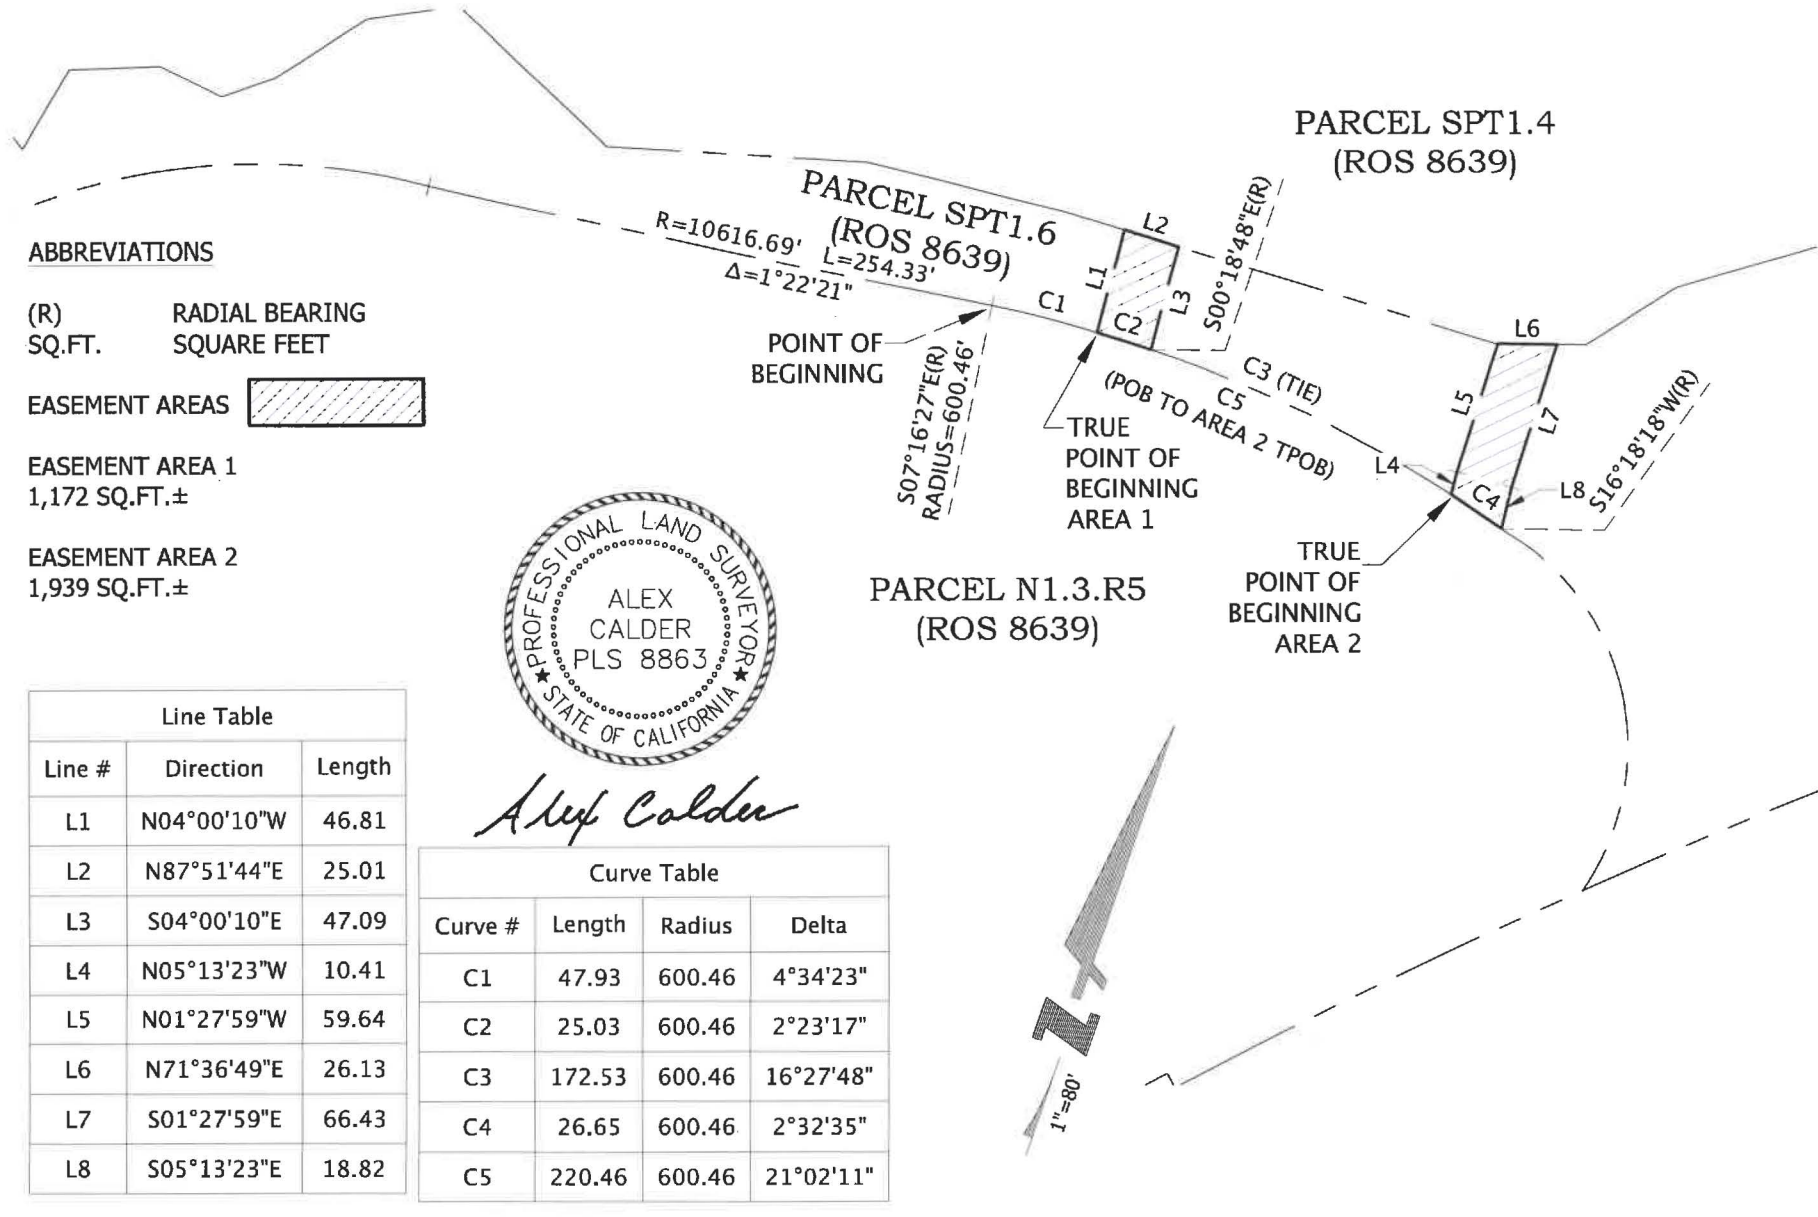 PARCEL SPT1.4
(ROS 8639)
PARCEL SPT1.6
(ROS 8639)
R=10616.69' L=254.33'
Δ=1°22'21"
L2
L1
L3
C1
C2
S00°18'48"E(R)
POINT OF
BEGINNING
S07°16'27"E(R)
RADIUS=600.46'
TRUE
POINT OF
BEGINNING
AREA 1
C3 (TIE)
C5
(POB TO AREA 2 TPOB)
L6
L5
L7
L4
C4
L8
S16°18'18"W(R)
TRUE
POINT OF
BEGINNING
AREA 2
PARCEL N1.3.R5
(ROS 8639)
ABBREVIATIONS
(R) RADIAL BEARING
SQ.FT. SQUARE FEET
EASEMENT AREAS
EASEMENT AREA 1
1,172 SQ.FT.±
EASEMENT AREA 2
1,939 SQ.FT.±
PROFESSIONAL LAND SURVEYOR
ALEX
CALDER
PLS 8863
★ STATE OF CALIFORNIA ★
Alex Calder
Line Table
Line # Direction Length
L1 N04°00'10"W 46.81
L2 N87°51'44"E 25.01
L3 S04°00'10"E 47.09
L4 N05°13'23"W 10.41
L5 N01°27'59"W 59.64
L6 N71°36'49"E 26.13
L7 S01°27'59"E 66.43
L8 S05°13'23"E 18.82
Curve Table
Curve # Length Radius Delta
C1 47.93 600.46 4°34'23"
C2 25.03 600.46 2°23'17"
C3 172.53 600.46 16°27'48"
C4 26.65 600.46 2°32'35"
C5 220.46 600.46 21°02'11"
N
1"=80'